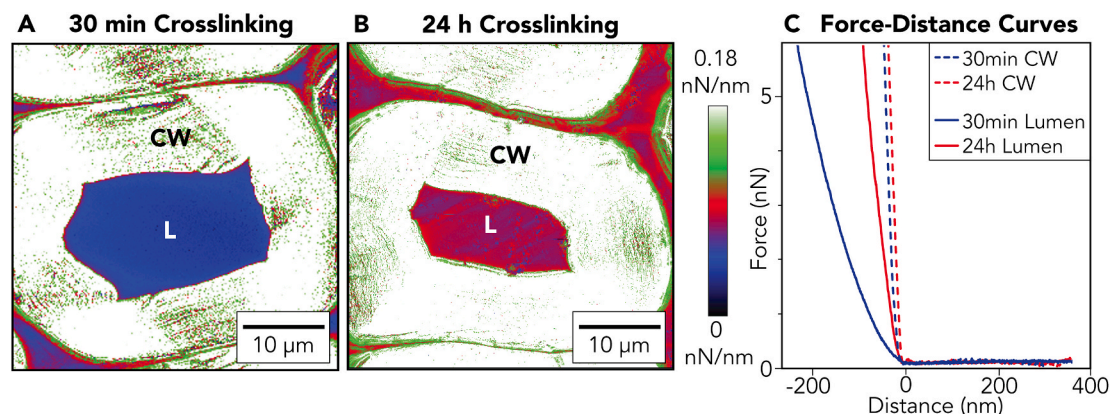 A 30 min Crosslinking
CW
L
10 µm
B 24 h Crosslinking
CW
L
10 µm
0.18
nN/nm
0
nN/nm
C Force-Distance Curves
30min CW
24h CW
30min Lumen
24h Lumen
Force (nN)
5
0
-200 0 200 400
Distance (nm)